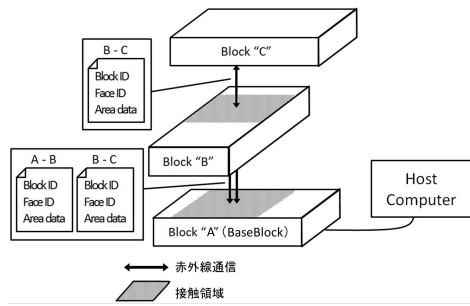 B - C
Block ID
Face ID
Area data
Block “C”
A - B
Block ID
Face ID
Area data
B - C
Block ID
Face ID
Area data
Block “B”
Block “A” (BaseBlock)
Host
Computer
赤外線通信
接触領域